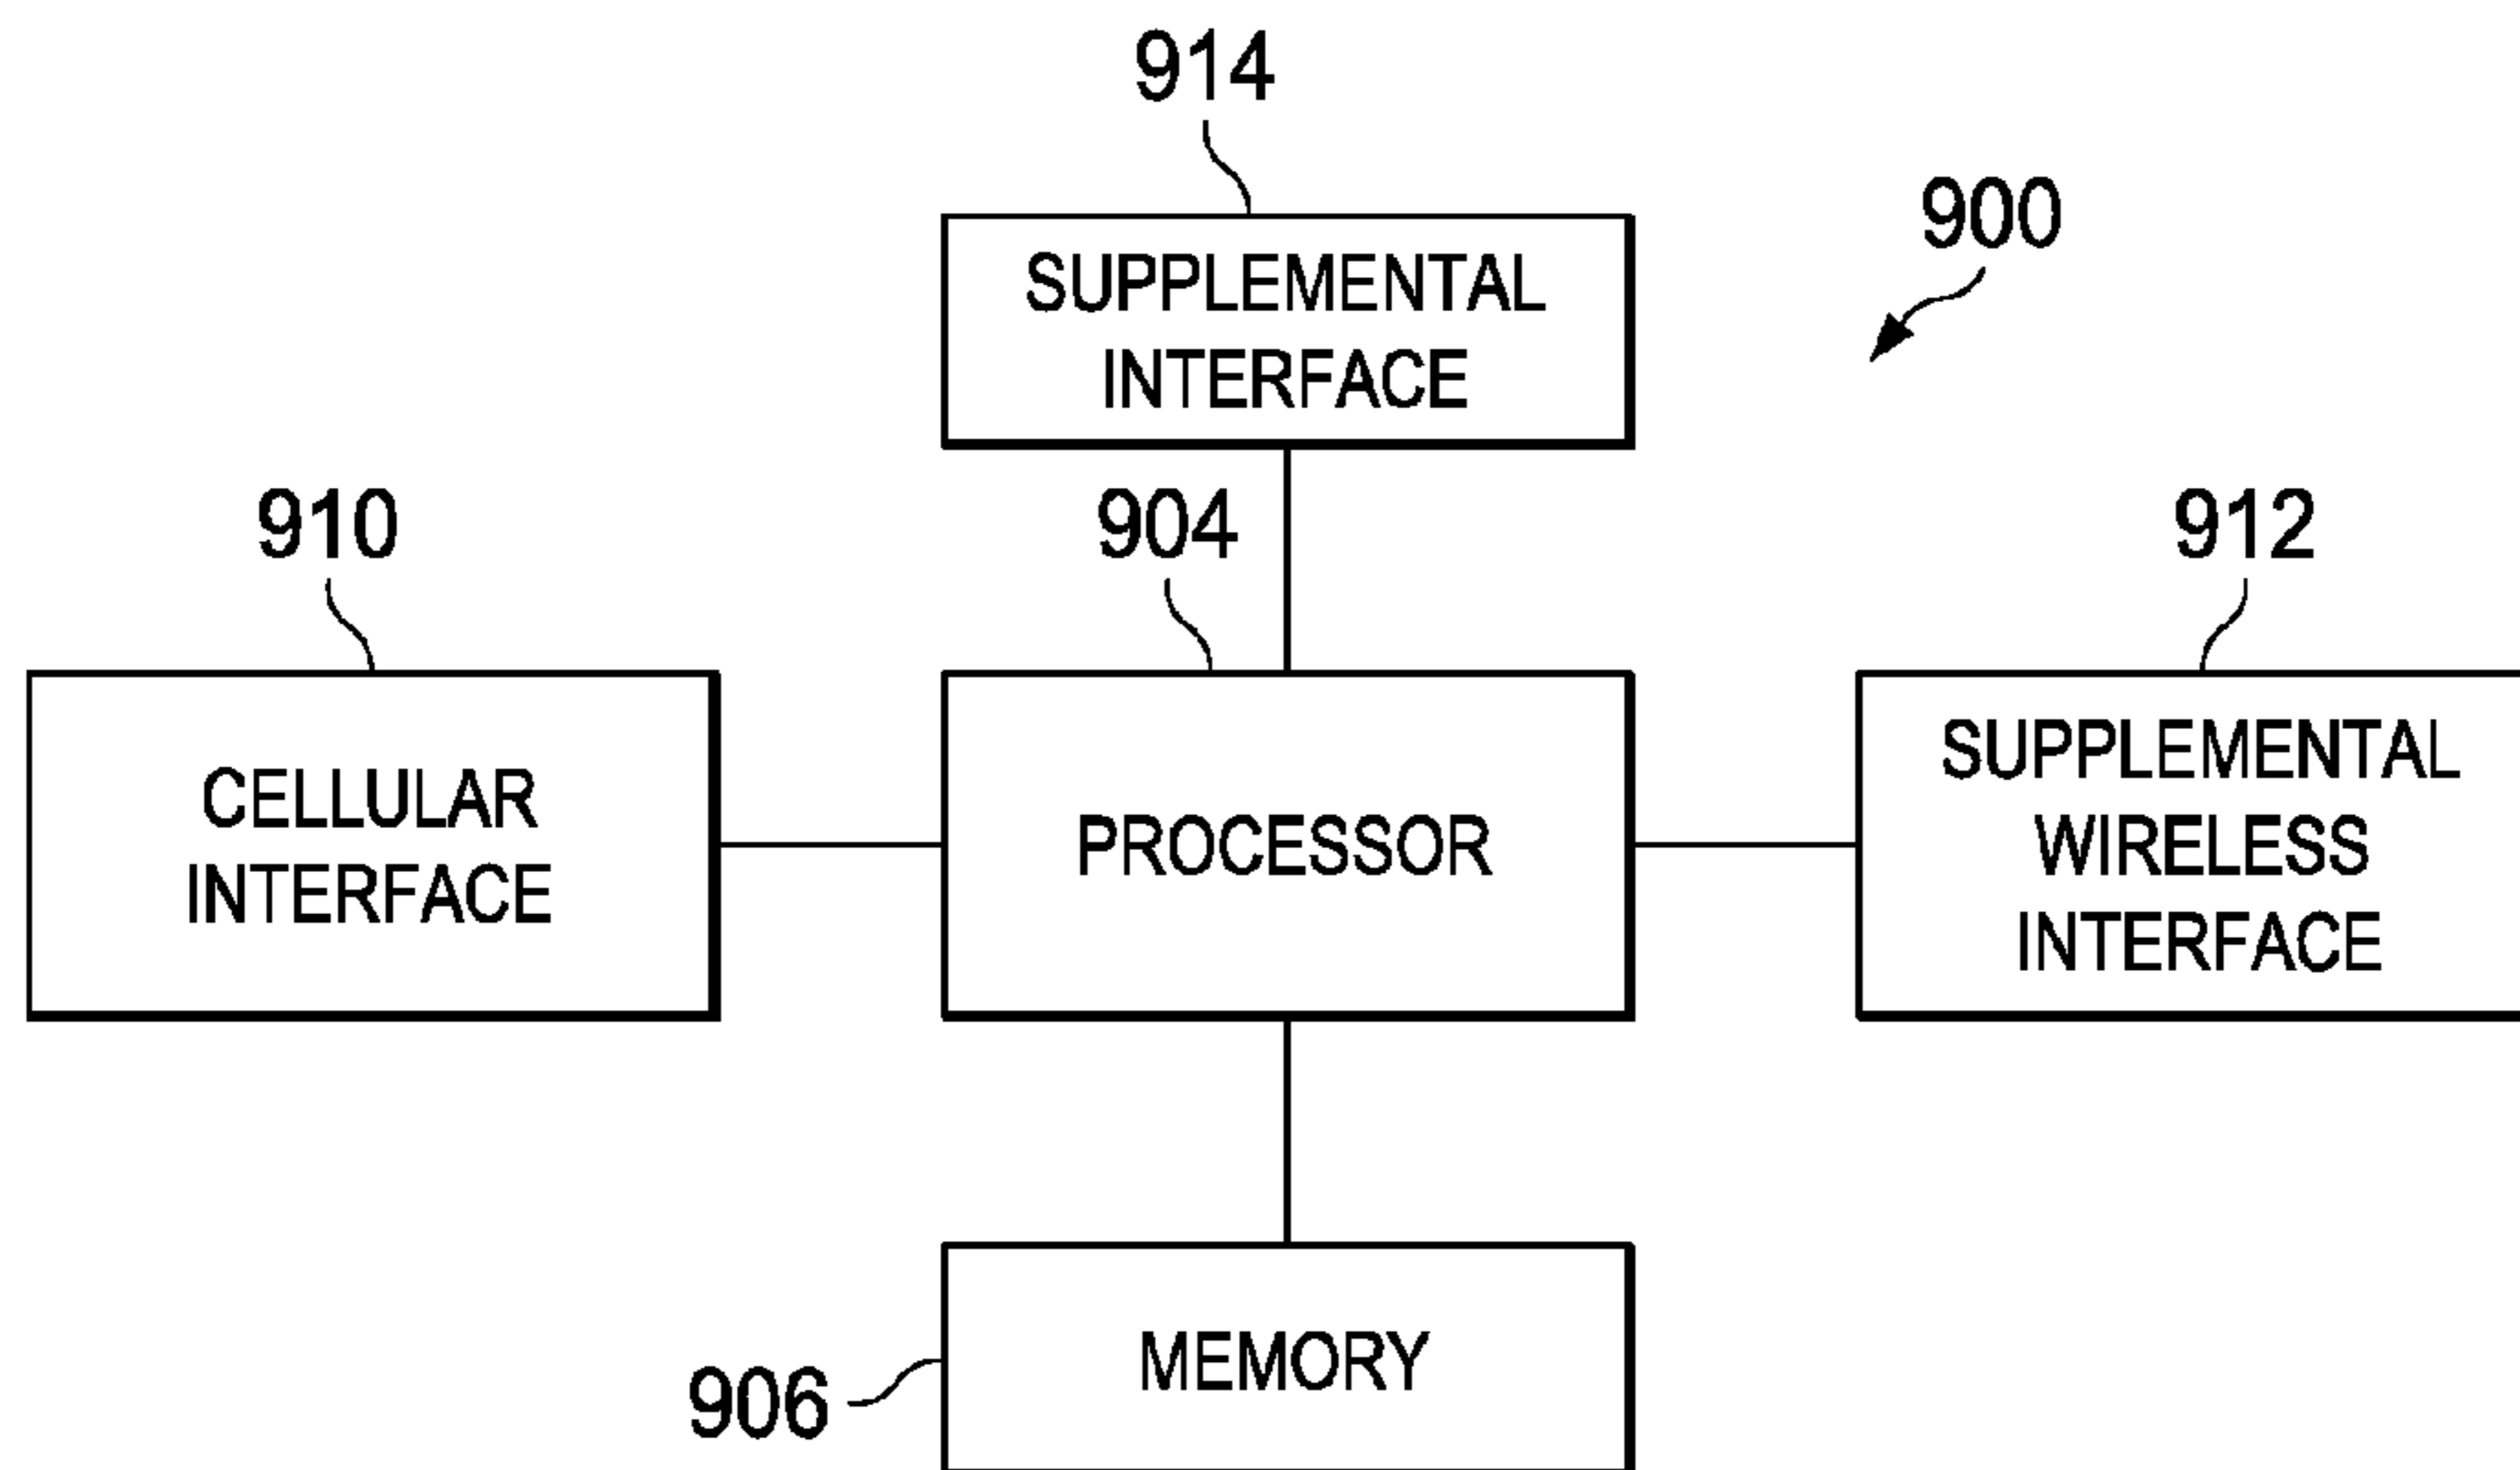 914
900
SUPPLEMENTAL
INTERFACE
910
904
912
CELLULAR
INTERFACE
PROCESSOR
SUPPLEMENTAL
WIRELESS
INTERFACE
906
MEMORY